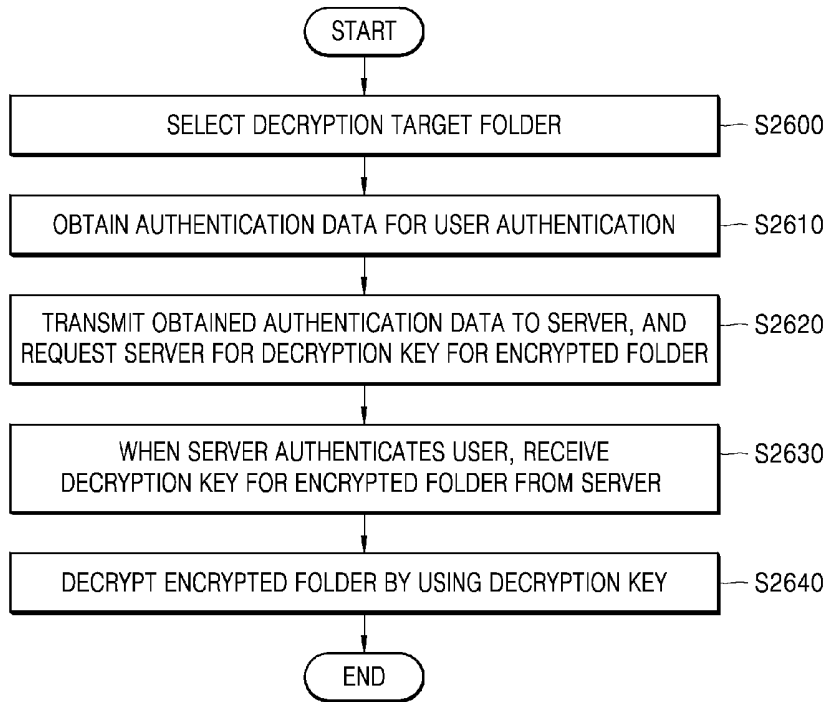 START
SELECT DECRYPTION TARGET FOLDER
S2600
OBTAIN AUTHENTICATION DATA FOR USER AUTHENTICATION
S2610
TRANSMIT OBTAINED AUTHENTICATION DATA TO SERVER, AND
REQUEST SERVER FOR DECRYPTION KEY FOR ENCRYPTED FOLDER
S2620
WHEN SERVER AUTHENTICATES USER, RECEIVE
DECRYPTION KEY FOR ENCRYPTED FOLDER FROM SERVER
S2630
DECRYPT ENCRYPTED FOLDER BY USING DECRYPTION KEY
S2640
END